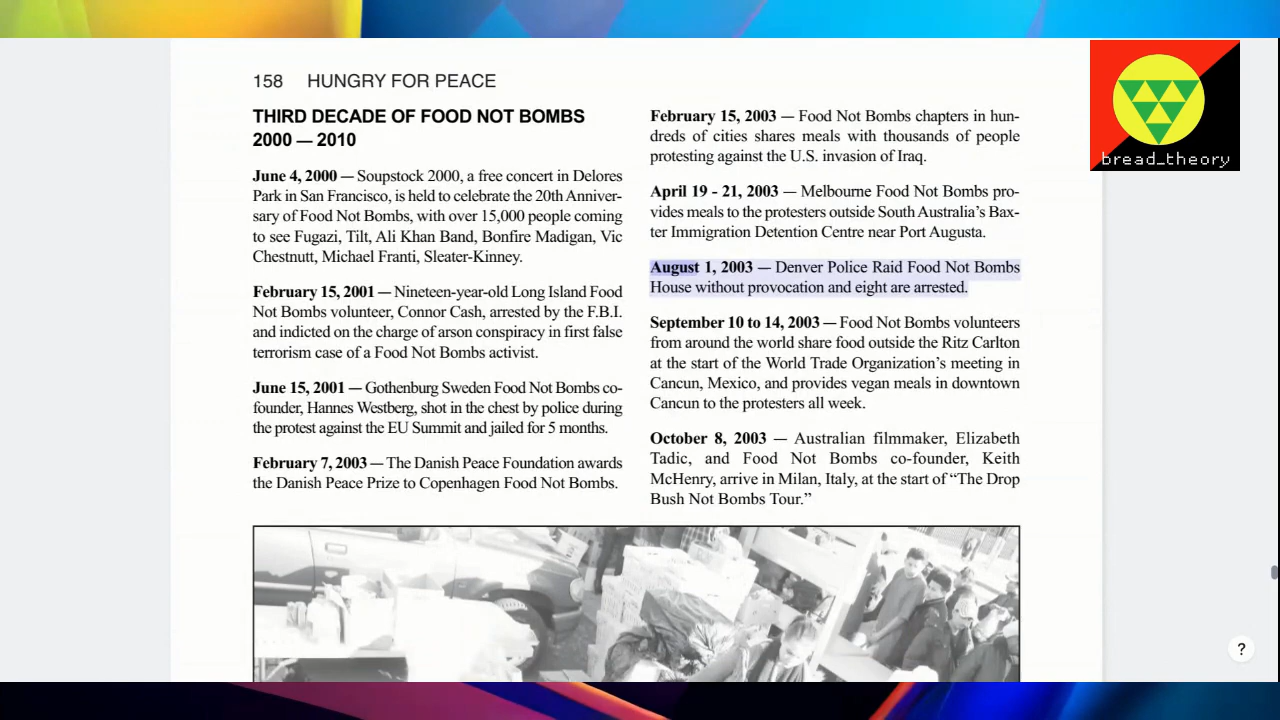 158 HUNGRY FOR PEACE
THIRD DECADE OF FOOD NOT BOMBS
2000 — 2010
June 4, 2000 — Soupstock 2000, a free concert in Delores
Park in San Francisco, is held to celebrate the 20th Anniver-
sary of Food Not Bombs, with over 15,000 people coming
to see Fugazi, Tilt, Ali Khan Band, Bonfire Madigan, Vic
Chestnutt, Michael Franti, Sleater-Kinney.
February 15, 2001 — Nineteen-year-old Long Island Food
Not Bombs volunteer, Connor Cash, arrested by the F.B.I.
and indicted on the charge of arson conspiracy in first false
terrorism case of a Food Not Bombs activist.
June 15, 2001 — Gothenburg Sweden Food Not Bombs co-
founder, Hannes Westberg, shot in the chest by police during
the protest against the EU Summit and jailed for 5 months.
February 7, 2003 — The Danish Peace Foundation awards
the Danish Peace Prize to Copenhagen Food Not Bombs.
February 15, 2003 — Food Not Bombs chapters in hun-
dreds of cities shares meals with thousands of people
protesting against the U.S. invasion of Iraq.
April 19 - 21, 2003 — Melbourne Food Not Bombs pro-
vides meals to the protesters outside South Australia’s Bax-
ter Immigration Detention Centre near Port Augusta.
August 1, 2003 — Denver Police Raid Food Not Bombs
House without provocation and eight are arrested.
September 10 to 14, 2003 — Food Not Bombs volunteers
from around the world share food outside the Ritz Carlton
at the start of the World Trade Organization’s meeting in
Cancun, Mexico, and provides vegan meals in downtown
Cancun to the protesters all week.
October 8, 2003 — Australian filmmaker, Elizabeth
Tadic, and Food Not Bombs co-founder, Keith
McHenry, arrive in Milan, Italy, at the start of “The Drop
Bush Not Bombs Tour.”
bread_theory
?